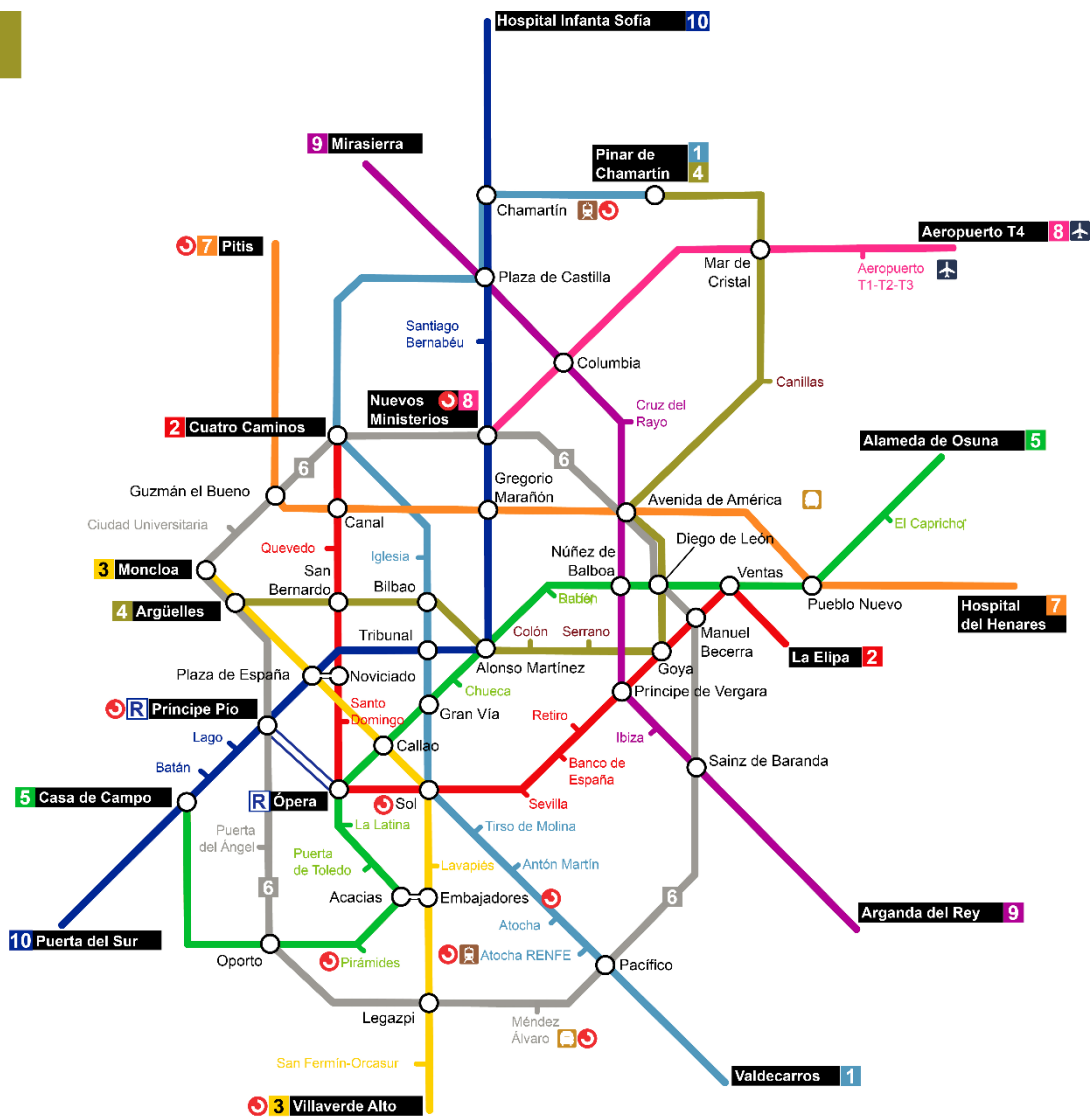 Hospital Infanta Sofía 10
9 Mirasierra
Pinar de 1
Chamartín 4
Chamartín
7 Pitis
Aeropuerto T4 8
Mar de
Cristal
Aeropuerto
T1-T2-T3
Plaza de Castilla
Santiago
Bernabéu
Columbia
Canillas
Nuevos 8
Ministerios
Cruz del
Rayo
2 Cuatro Caminos
6
6
Alameda de Osuna 5
Guzmán el Bueno
Gregorio
Marañón
Avenida de América
Ciudad Universitaria
Canal
El Capricho
Quevedo
Iglesia
Diego de León
Núñez de
Balboa
Ventas
3 Moncloa
San
Bernardo
Bilbao
Pueblo Nuevo
4 Argüelles
Hospital 7
del Henares
Colón
Serrano
Manuel
Becerra
Tribunal
La Elipa 2
Plaza de España
Noviciado
Alonso Martínez
Goya
Chueca
Príncipe de Vergara
R Príncipe Pío
Santo
Domingo
Gran Vía
Retiro
Ibiza
Lago
Callao
Banco de
España
Sainz de Baranda
Batán
5 Casa de Campo
R Ópera
Sol
Sevilla
La Latina
Tirso de Molina
Puerta
del Ángel
Puerta
de Toledo
Lavapiés
Antón Martín
6
Acacias
Embajadores
6
Arganda del Rey 9
Atocha
10 Puerta del Sur
Oporto
Pirámides
Atocha RENFE
Pacífico
Legazpi
Méndez
Álvaro
San Fermín-Orcasur
Valdecarros 1
3 Villaverde Alto